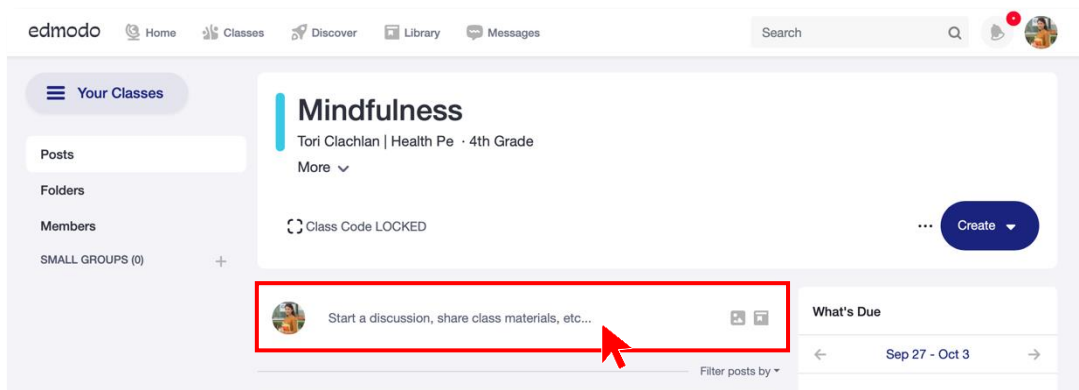 edmodo Home Classes Discover Library Messages Search
Your Classes
Mindfulness
Tori Clachlan | Health Pe · 4th Grade
More
Posts
Folders
Members
SMALL GROUPS (0) +
Class Code LOCKED
... Create
Start a discussion, share class materials, etc...
Filter posts by
What's Due
Sep 27 - Oct 3